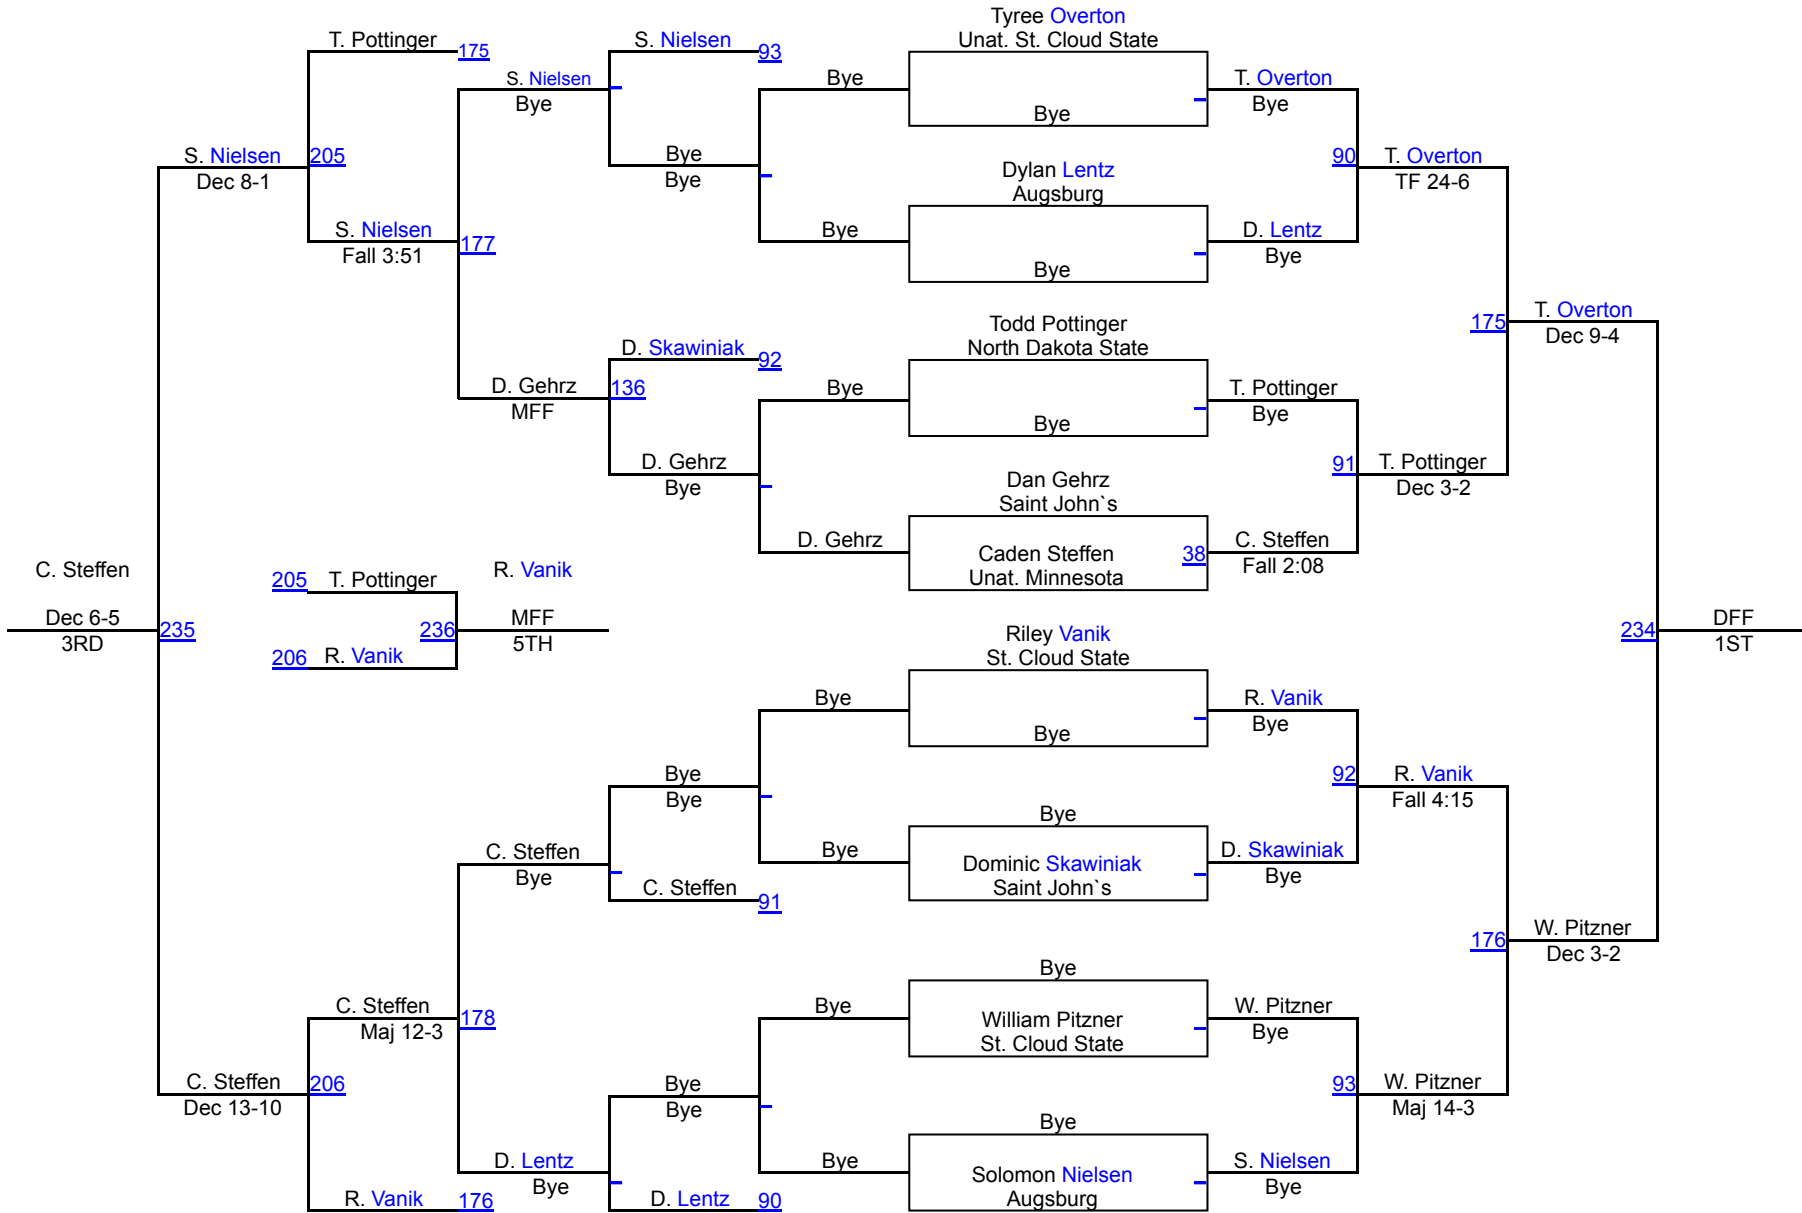 Tyree Overton
Unat. St. Cloud State
T. Pottinger
175
S. Nielsen
93
S. Nielsen
Bye
Bye
Bye
T. Overton
Bye
S. Nielsen
Dec 8-1
205
Bye
Bye
Dylan Lentz
Augsburg
90
T. Overton
TF 24-6
S. Nielsen
Fall 3:51
177
Bye
Bye
D. Lentz
Bye
Todd Pottinger
North Dakota State
175
T. Overton
Dec 9-4
D. Skawiniak
92
D. Gehrz
MFF
136
Bye
Bye
T. Pottinger
Bye
D. Gehrz
Bye
Dan Gehrz
Saint John`s
91
T. Pottinger
Dec 3-2
D. Gehrz
Caden Steffen
Unat. Minnesota
38
C. Steffen
Fall 2:08
C. Steffen
Dec 6-5
3RD
235
205
T. Pottinger
206
R. Vanik
236
R. Vanik
MFF
5TH
Riley Vanik
St. Cloud State
234
DFF
1ST
Bye
Bye
R. Vanik
Bye
Bye
Bye
92
R. Vanik
Fall 4:15
Bye
C. Steffen
Bye
Bye
Dominic Skawiniak
Saint John`s
D. Skawiniak
Bye
C. Steffen
91
176
W. Pitzner
Dec 3-2
Bye
C. Steffen
Maj 12-3
178
Bye
William Pitzner
St. Cloud State
W. Pitzner
Bye
C. Steffen
Dec 13-10
206
Bye
Bye
93
W. Pitzner
Maj 14-3
Bye
D. Lentz
Bye
Bye
Solomon Nielsen
Augsburg
S. Nielsen
Bye
R. Vanik
176
D. Lentz
90